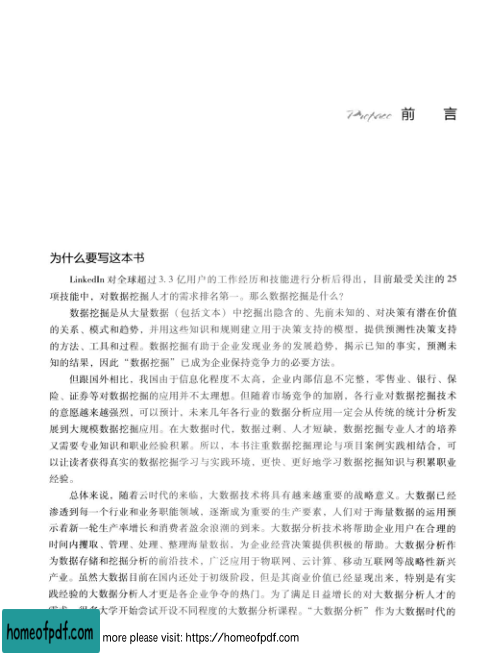 Preface 前　言
为什么要写这本书
LinkedIn 对全球超过 3. 3 亿用户的工作经历和技能进行分析后得出，目前最受关注的 25
项技能中，对数据挖掘人才的需求排名第一。那么数据挖掘是什么？
数据挖掘是从大量数据（包括文本）中挖掘出隐含的、先前未知的、对决策有潜在价值
的关系、模式和趋势，并用这些知识和规则建立用于决策支持的模型，提供预测性决策支持
的方法、工具和过程。数据挖掘有助于企业发现业务的发展趋势，揭示已知的事实，预测未
知的结果，因此“数据挖掘”已成为企业保持竞争力的必要方法。
但跟国外相比，我国由于信息化程度不太高，企业内部信息不完整，零售业、银行、保
险、证券等对数据挖掘的应用并不太理想。但随着市场竞争的加剧，各行业对数据挖掘技术
的意愿越来越强烈，可以预计，未来几年各行业的数据分析应用一定会从传统的统计分析发
展到大规模数据挖掘应用。在大数据时代，数据过剩、人才短缺、数据挖掘专业人才的培养
又需要专业知识和职业经验积累。所以，本书注重数据挖掘理论与项目案例实践相结合，可
以让读者获得真实的数据挖掘学习与实践环境，更快、更好地学习数据挖掘知识与积累职业
经验。
总体来说，随着云时代的来临，大数据技术将具有越来越重要的战略意义。大数据已经
渗透到每一个行业和业务职能领域，逐渐成为重要的生产要素，人们对于海量数据的运用预
示着新一轮生产率增长和消费者盈余浪潮的到来。大数据分析技术将帮助企业用户在合理的
时间内攫取、管理、处理、整理海量数据，为企业经营决策提供积极的帮助。大数据分析作
为数据存储和挖掘分析的前沿技术，广泛应用于物联网、云计算、移动互联网等战略性新兴
产业。虽然大数据目前在国内还处于初级阶段，但是其商业价值已经显现出来，特别是有实
践经验的大数据分析人才更是各企业争夺的热门。为了满足日益增长的对大数据分析人才的
大学开始尝试开设不同程度的大数据分析课程。“大数据分析”作为大数据时代的
homeofpdf.com more please visit: https://homeofpdf.com